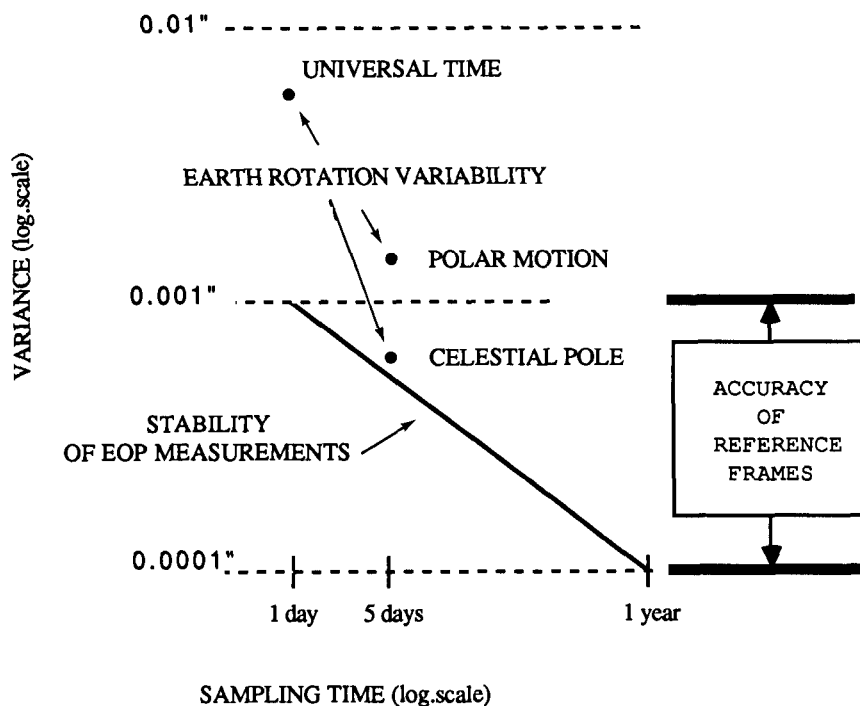 0.01"
UNIVERSAL TIME
EARTH ROTATION VARIABILITY
POLAR MOTION
0.001"
CELESTIAL POLE
STABILITY
OF EOP MEASUREMENTS
0.0001"
1 day
5 days
1 year
VARIANCE (log.scale)
SAMPLING TIME (log.scale)
ACCURACY
OF
REFERENCE
FRAMES